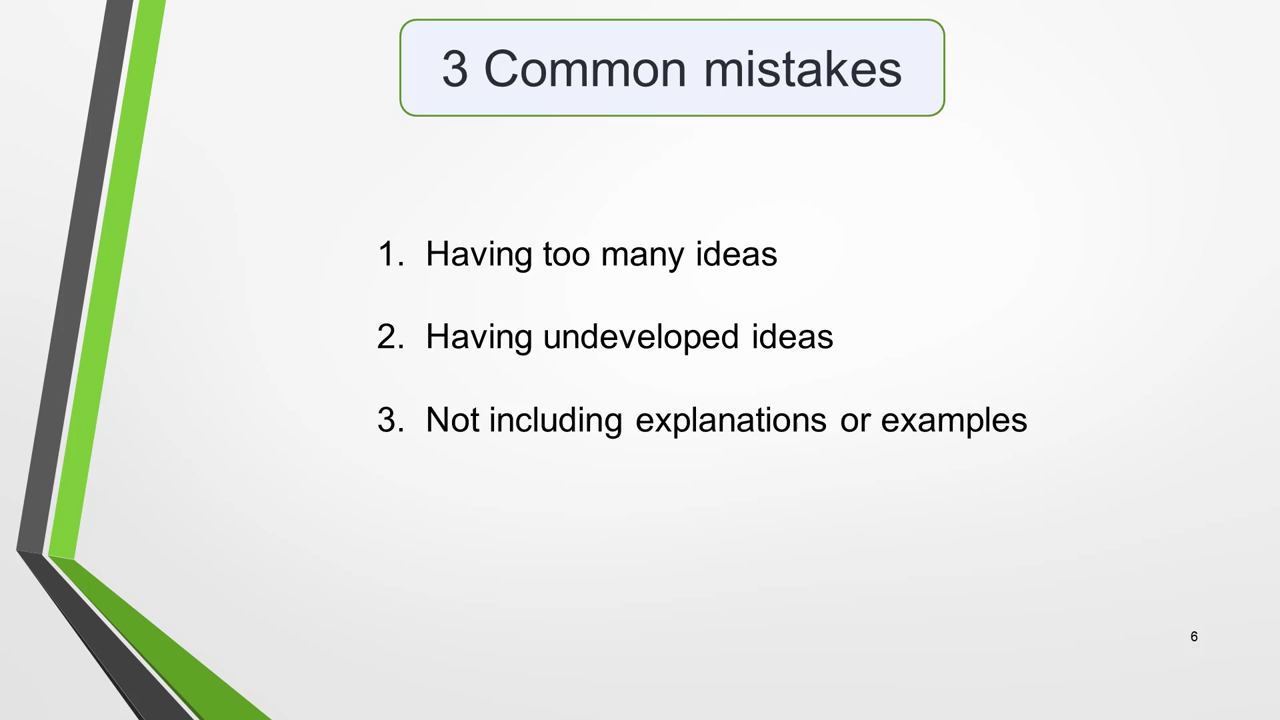 3 Common mistakes
1. Having too many ideas
2. Having undeveloped ideas
3. Not including explanations or examples
6